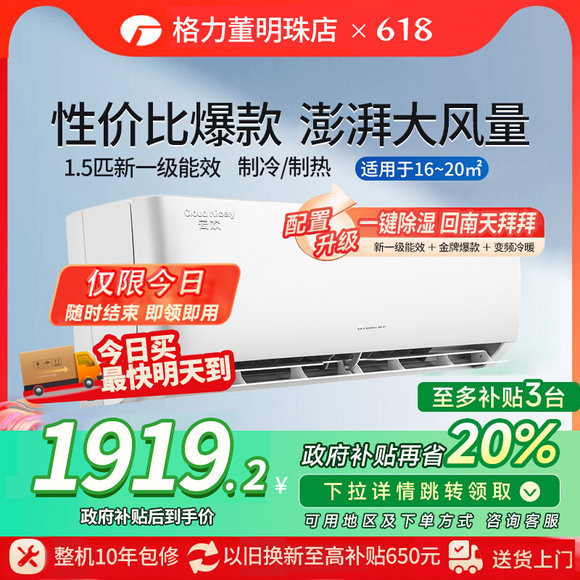 格力董明珠店 × 618
性价比爆款 澎湃大风量
1.5匹新一级能效 制冷/制热 适用于16~20㎡
Cloud Nicely
云欢
配置升级
一键除湿 回南天拜拜
新一级能效+金牌爆款+变频冷暖
仅限今日
随时结束 即领即用
今日买
最快明天到
至多补贴3台
1919.2¥
政府补贴后到手价
政府补贴再省20%
下拉详情跳转领取
可用地区及下单方式 咨询客服
整机10年包修
以旧换新至高补贴650元
送货上门